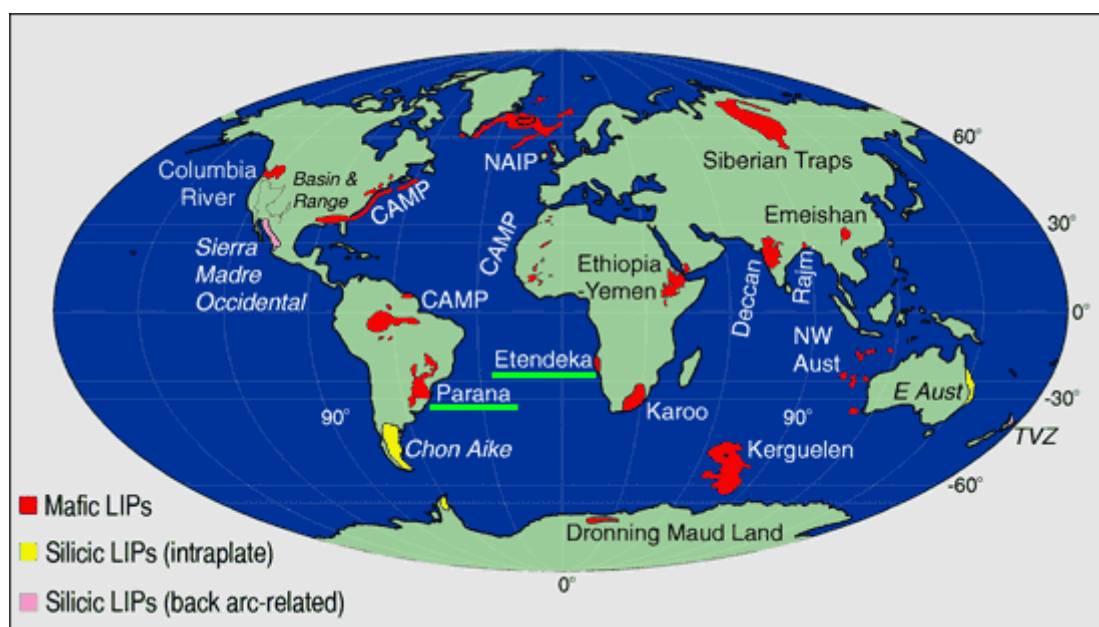 60°
Siberian Traps
NAIP
Columbia
River
Basin &
Range
CAMP
Emeishan
30°
Sierra
Madre
Occidental
CAMP
Ethiopia
-Yemen
Deccan
Rajm
CAMP
0°
NW
Aust
Etendeka
Parana
E Aust
-30°
90°
Karoo
90°
TVZ
Chon Aike
Kerguelen
-60°
Mafic LIPs
Dronning Maud Land
Silicic LIPs (intraplate)
0°
Silicic LIPs (back arc-related)